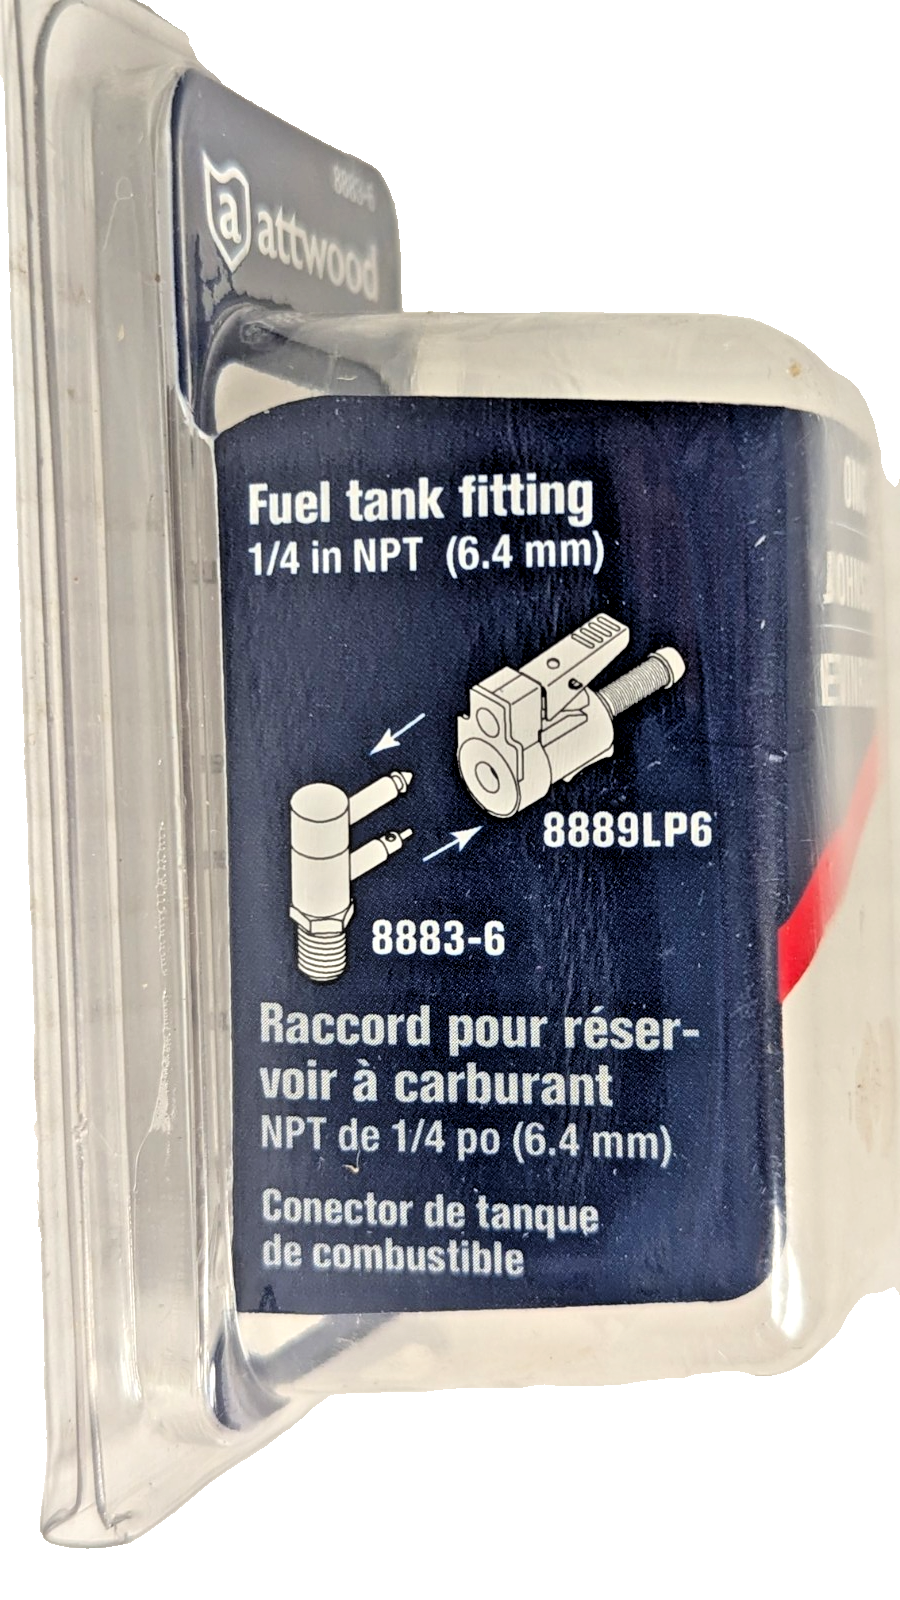 8883-6
a attwood
Fuel tank fitting
1/4 in NPT (6.4 mm)
8889LP6
8883-6
Raccord pour réser-
voir à carburant
NPT de 1/4 po (6.4 mm)
Conector de tanque
de combustible